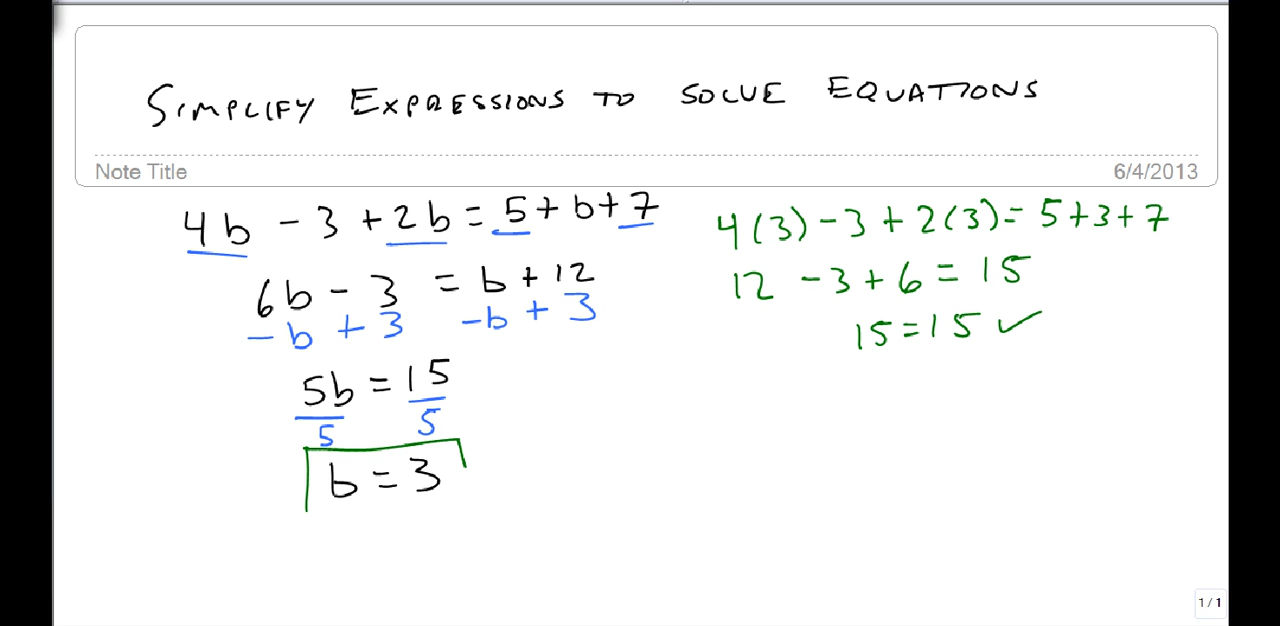 SIMPLIFY EXPRESSIONS TO SOLVE EQUATIONS
Note Title
6/4/2013
4b - 3 + 2b = 5 + b + 7
6b - 3 = b + 12
- b + 3 -b + 3
5b = 15
5 5
b = 3
4(3) - 3 + 2(3) = 5 + 3 + 7
12 - 3 + 6 = 15
15 = 15 ✓
1 / 1